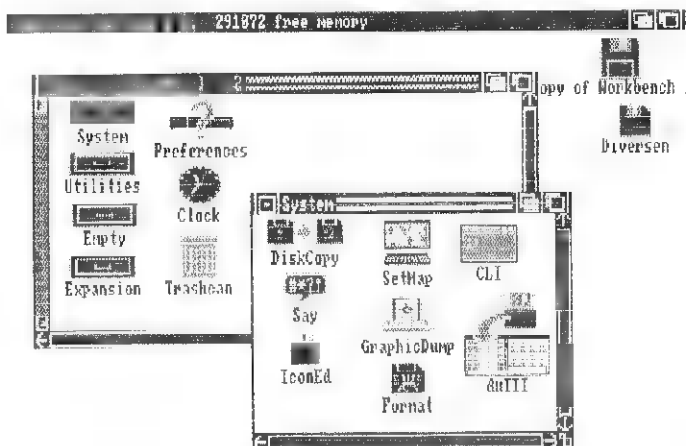 291872 free memory
opy of Workbench
Diversen
System
Preferences
Utilities
Clock
Empty
Expansion
Trashcan
System
DiskCopy
SetMap
CLI
Say
GraphicDump
IconEd
Format